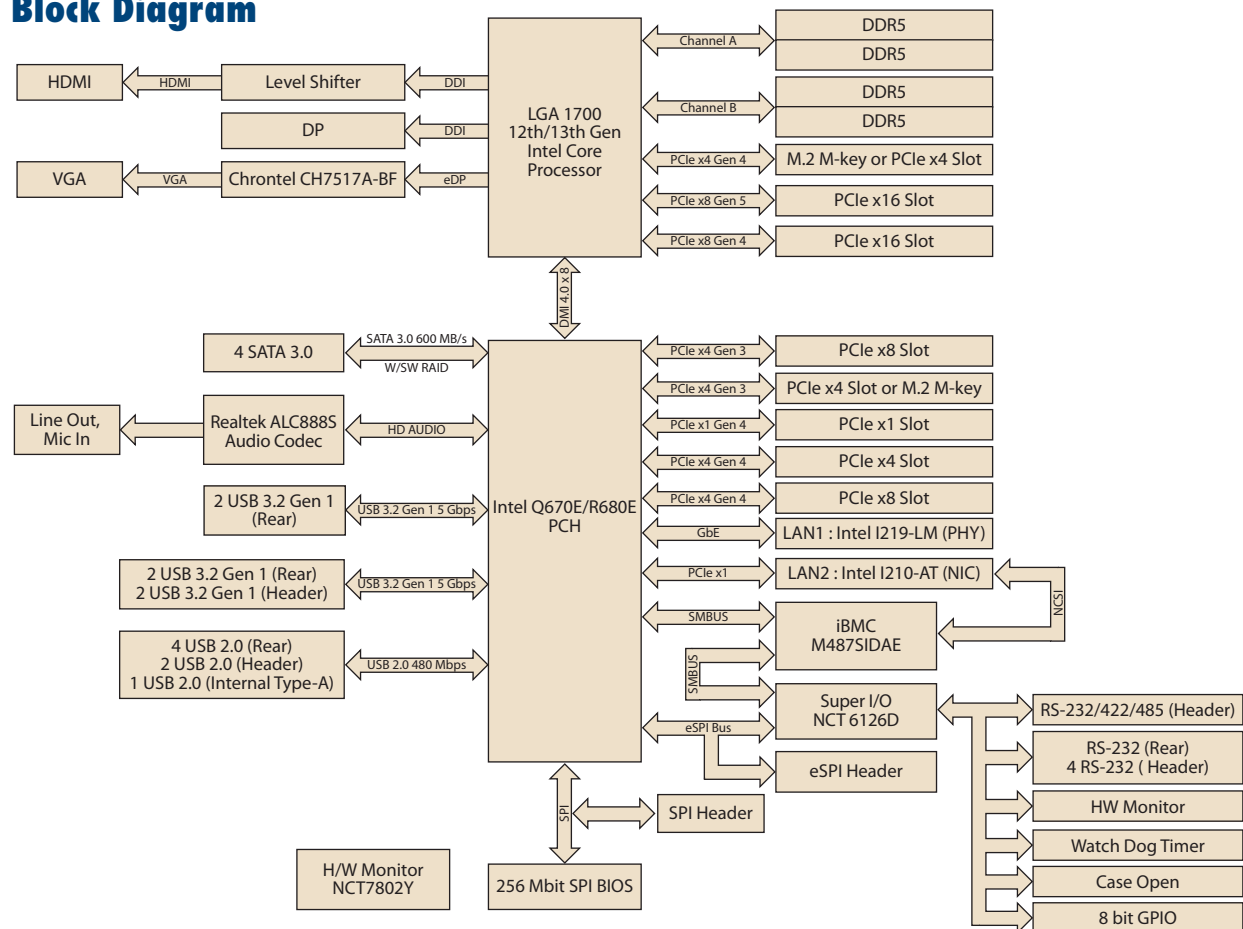 Block Diagram
DDR5
Channel A
DDR5
HDMI
HDMI
Level Shifter
DDI
DDR5
Channel B
DDR5
LGA 1700
12th/13th Gen
Intel Core
Processor
DP
DDI
PCIe x4 Gen 4
M.2 M-key or PCIe x4 Slot
VGA
VGA
Chrontel CH7517A-BF
eDP
PCIe x8 Gen 5
PCIe x16 Slot
PCIe x8 Gen 4
PCIe x16 Slot
DMI 4.0 x 8
4 SATA 3.0
SATA 3.0 600 MB/s
W/SW RAID
PCIe x4 Gen 3
PCIe x8 Slot
PCIe x4 Gen 3
PCIe x4 Slot or M.2 M-key
Line Out,
Mic In
Realtek ALC888S
Audio Codec
HD AUDIO
PCIe x1 Gen 4
PCIe x1 Slot
PCIe x4 Gen 4
PCIe x4 Slot
2 USB 3.2 Gen 1
(Rear)
USB 3.2 Gen 1 5 Gbps
Intel Q670E/R680E
PCH
PCIe x4 Gen 4
PCIe x8 Slot
GbE
LAN1 : Intel I219-LM (PHY)
2 USB 3.2 Gen 1 (Rear)
2 USB 3.2 Gen 1 (Header)
USB 3.2 Gen 1 5 Gbps
PCIe x1
LAN2 : Intel I210-AT (NIC)
NCSI
SMBUS
iBMC
M487SIDAE
4 USB 2.0 (Rear)
2 USB 2.0 (Header)
1 USB 2.0 (Internal Type-A)
USB 2.0 480 Mbps
SMBUS
Super I/O
NCT 6126D
eSPI Bus
eSPI Header
RS-232/422/485 (Header)
RS-232 (Rear)
4 RS-232 ( Header)
HW Monitor
Watch Dog Timer
Case Open
8 bit GPIO
SPI
SPI Header
H/W Monitor
NCT7802Y
256 Mbit SPI BIOS